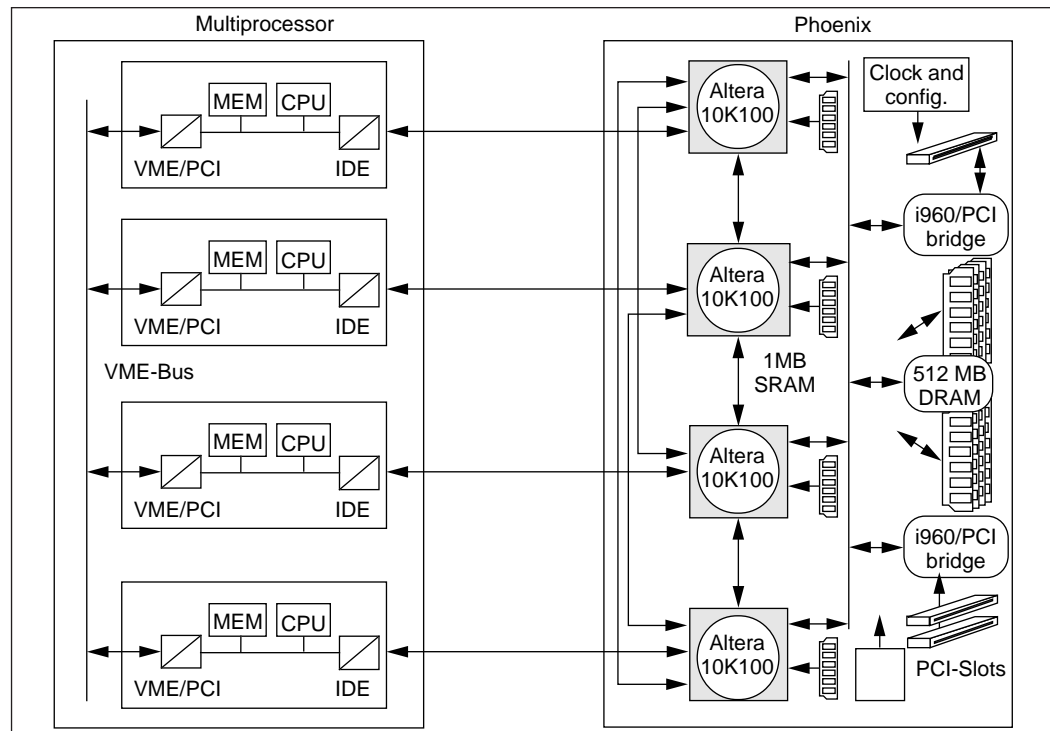 Multiprocessor
Phoenix
MEM CPU
VME/PCI IDE
Altera
10K100
Clock and
config.
i960/PCI
bridge
MEM CPU
VME/PCI IDE
Altera
10K100
VME-Bus
1MB
SRAM
512 MB
DRAM
MEM CPU
VME/PCI IDE
Altera
10K100
i960/PCI
bridge
MEM CPU
VME/PCI IDE
Altera
10K100
PCI-Slots